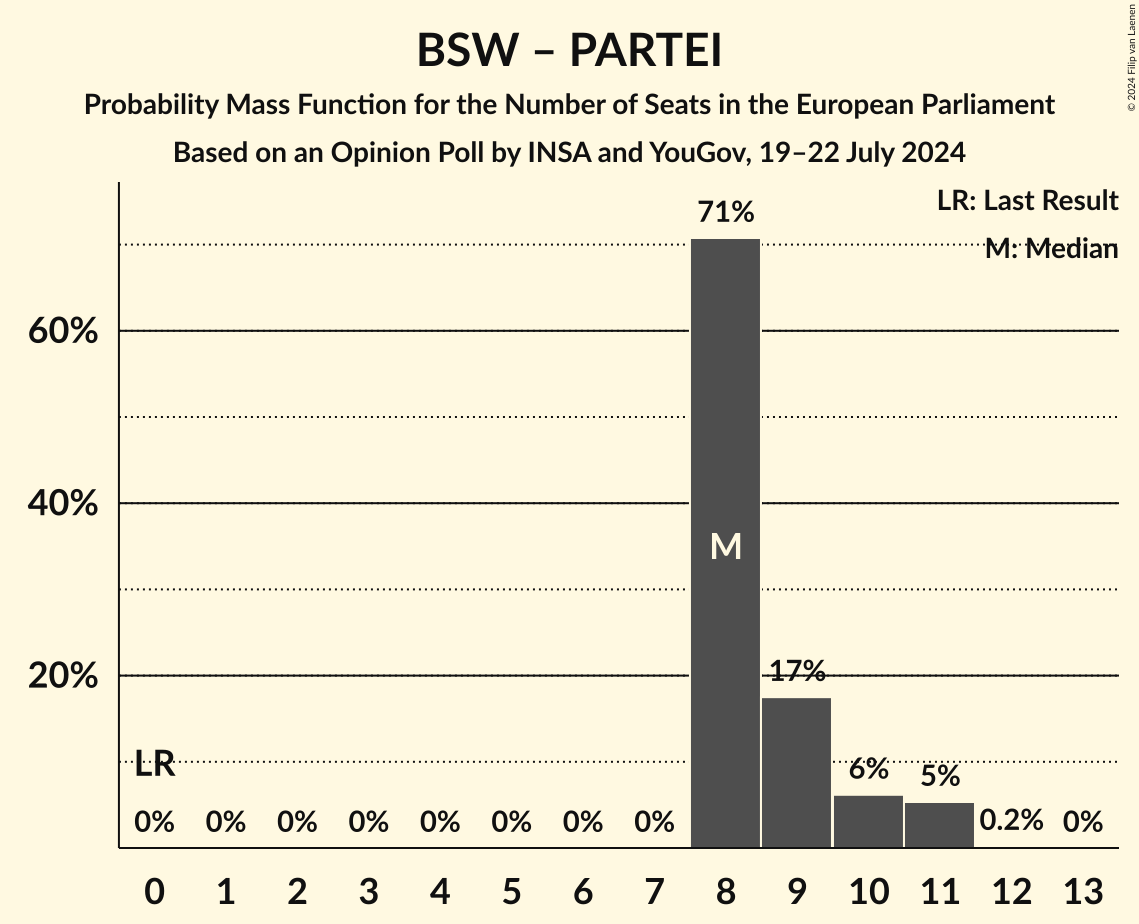 BSW – PARTEI
Probability Mass Function for the Number of Seats in the European Parliament
Based on an Opinion Poll by INSA and YouGov, 19–22 July 2024
© 2024 Filip van Laenen
LR: Last Result
M: Median
60%
40%
20%
71%
M
17%
LR
6%
5%
0%
0%
0%
0%
0%
0%
0%
0%
0.2%
0%
0 1 2 3 4 5 6 7 8 9 10 11 12 13